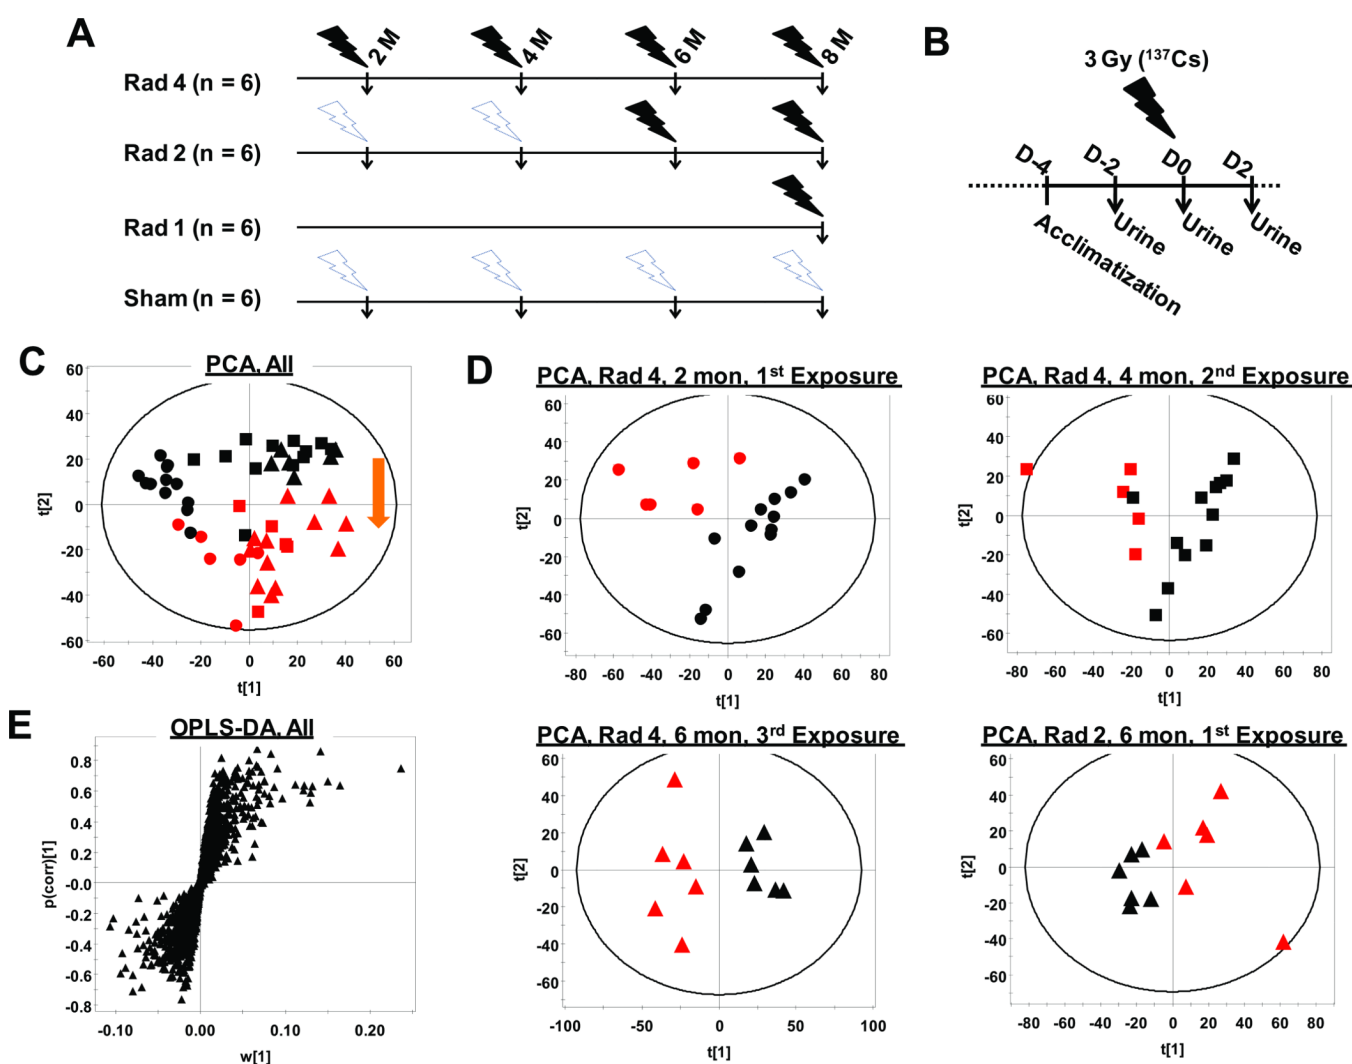 A
2 M
4 M
6 M
8 M
Rad 4 (n = 6)
Rad 2 (n = 6)
Rad 1 (n = 6)
Sham (n = 6)
B
3 Gy (¹³⁷Cs)
D-4
D-2
D0
D2
Urine
Urine
Urine
Acclimatization
C
PCA, All
60
40
20
0
-20
-40
-60
t[2]
-60 -40 -20 0 20 40 60
t[1]
D
PCA, Rad 4, 2 mon, 1st Exposure
60
40
20
0
-20
-40
-60
t[2]
-80 -60 -40 -20 0 20 40 60 80
t[1]
PCA, Rad 4, 4 mon, 2nd Exposure
60
40
20
0
-20
-40
-60
t[2]
-80 -60 -40 -20 0 20 40 60 80
t[1]
E
OPLS-DA, All
0.8
0.6
0.4
0.2
-0.0
-0.2
-0.4
-0.6
-0.8
p(corr)[1]
-0.10 0.00 0.10 0.20
w[1]
PCA, Rad 4, 6 mon, 3rd Exposure
60
40
20
0
-20
-40
-60
t[2]
-100 -50 0 50 100
t[1]
PCA, Rad 2, 6 mon, 1st Exposure
60
40
20
0
-20
-40
-60
t[2]
-80 -60 -40 -20 0 20 40 60 80
t[1]